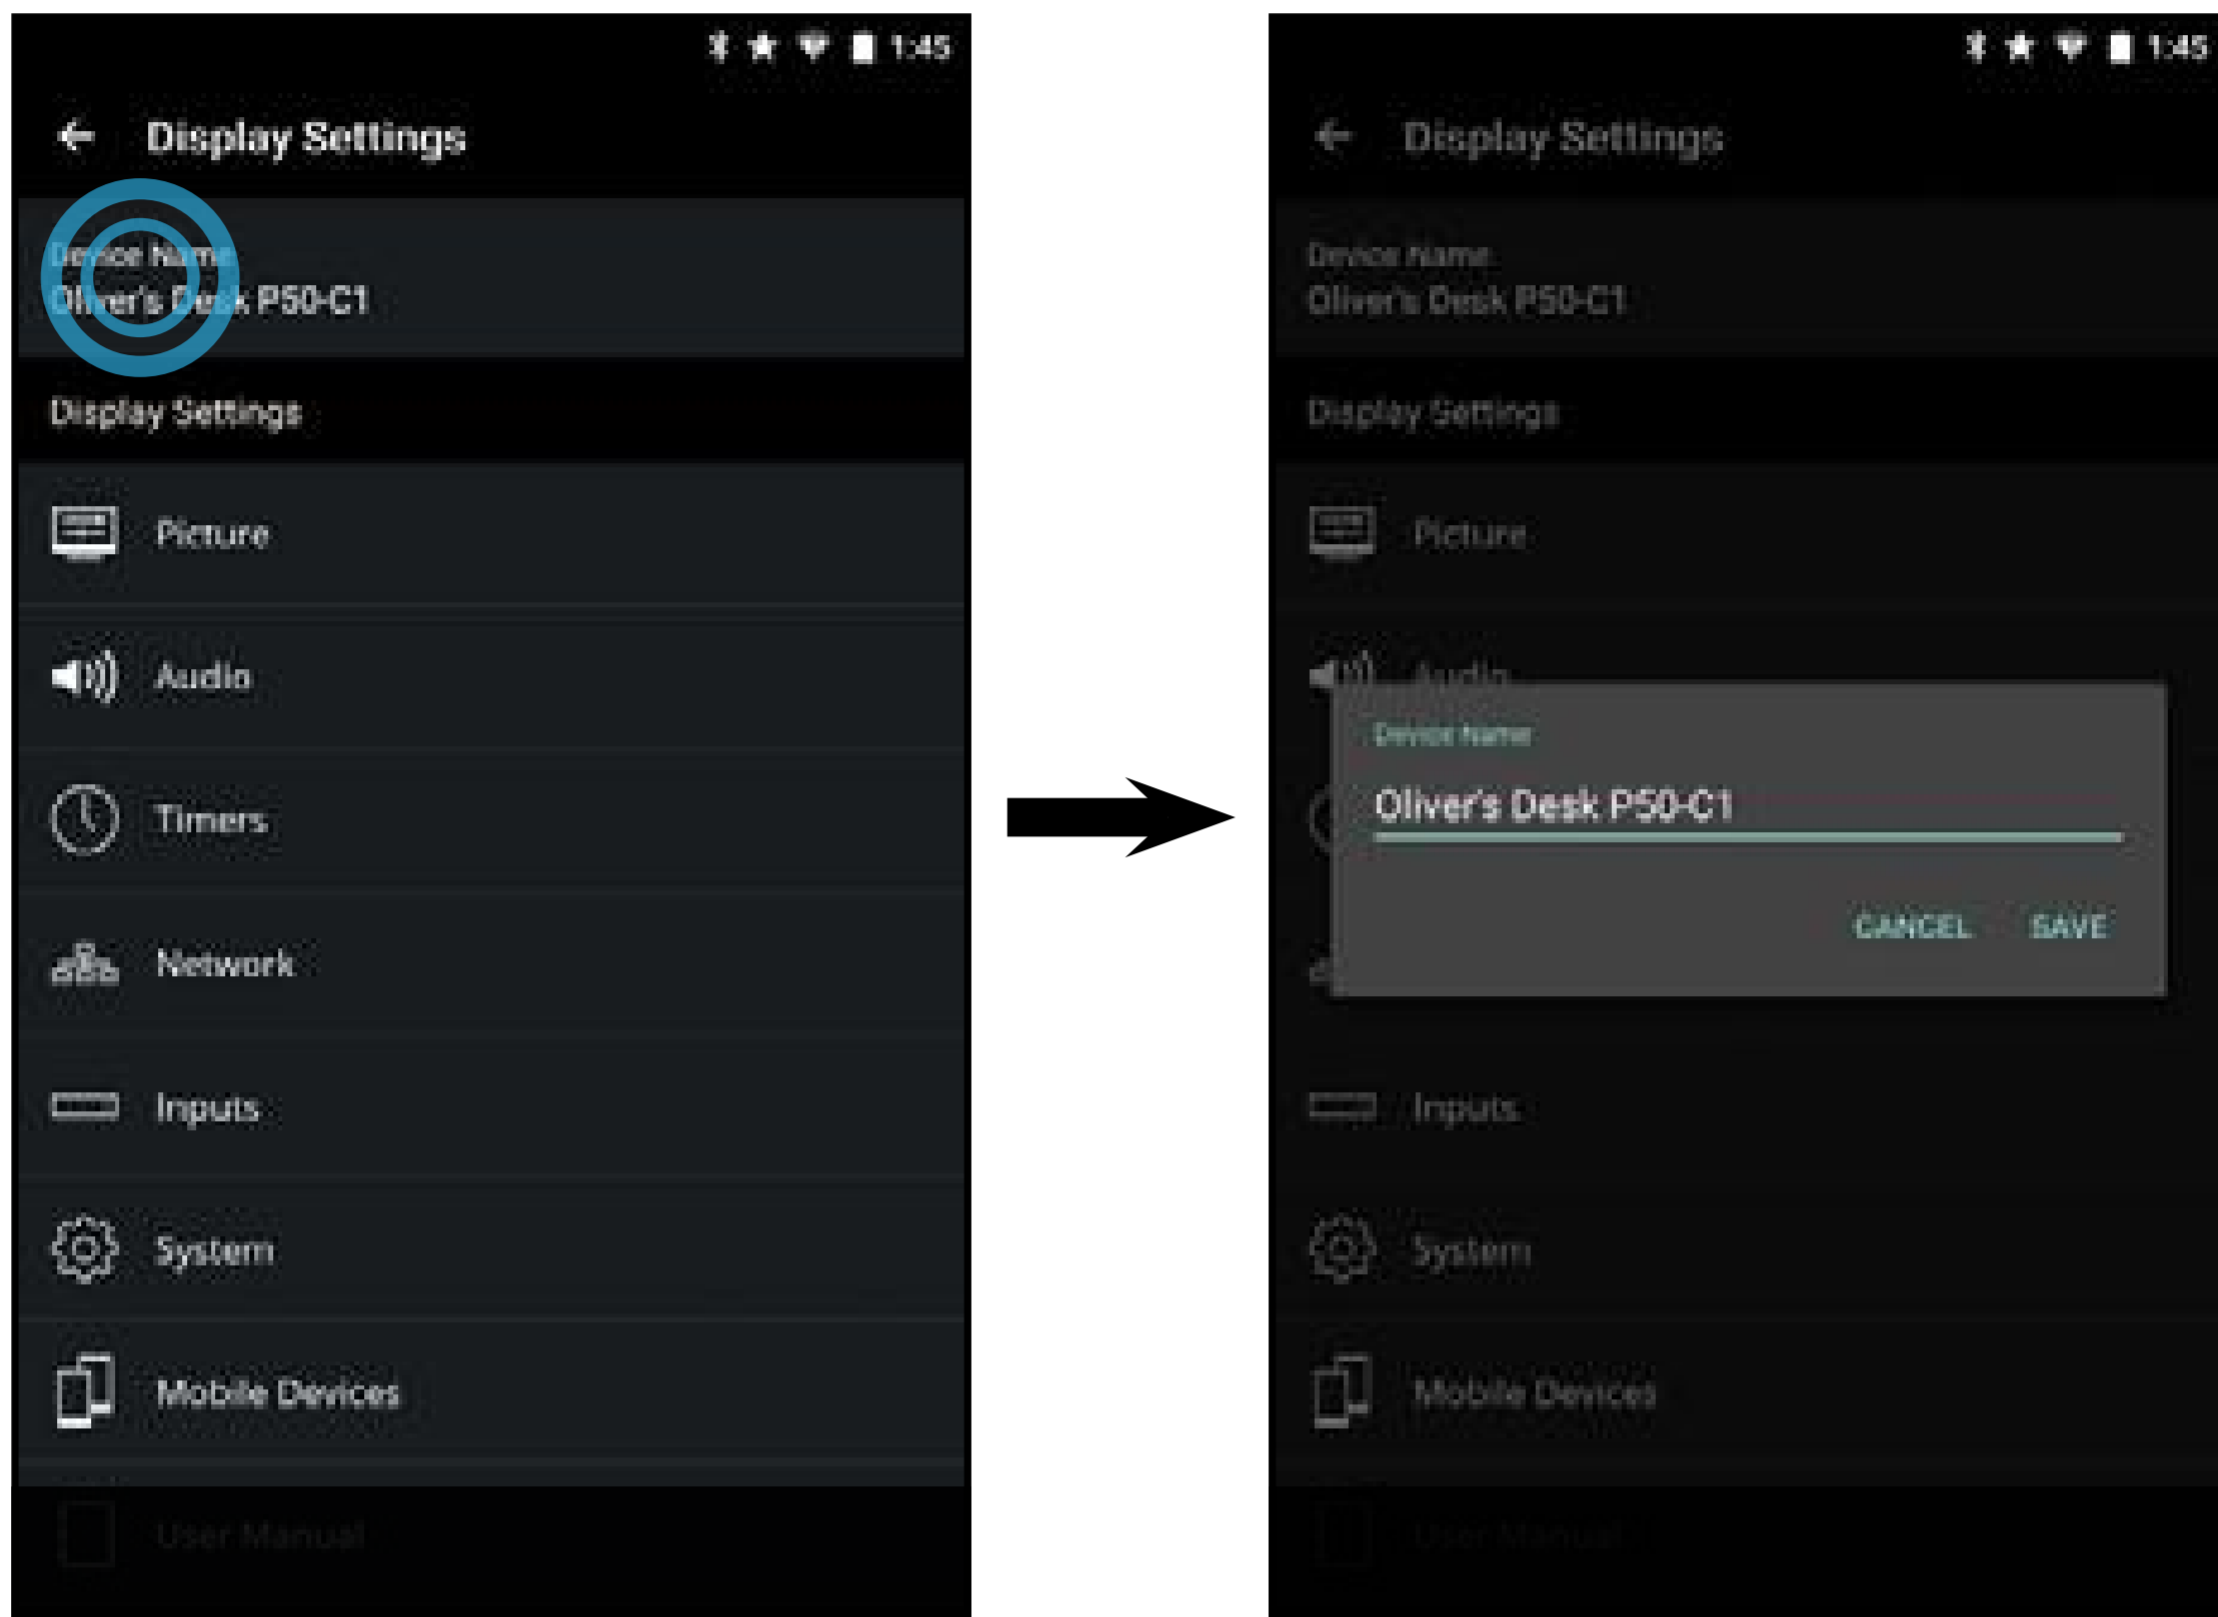 1:45
Display Settings
Device Name
Oliver's Desk P50-C1
Display Settings
Picture
Audio
Timers
Network
Inputs
System
Mobile Devices
User Manual
1:45
Display Settings
Device Name
Oliver's Desk P50-C1
Display Settings
Picture
Audio
Device Name
Oliver's Desk P50-C1
CANCEL SAVE
Inputs
System
Mobile Devices
User Manual